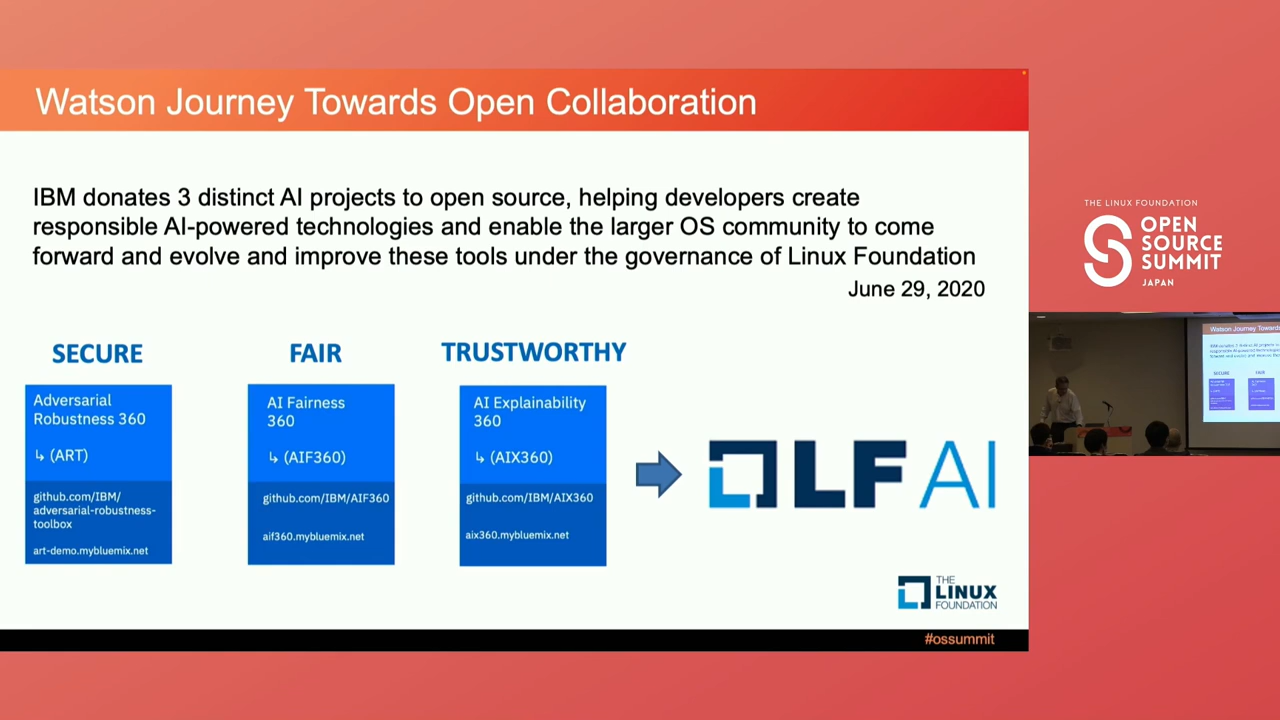 Watson Journey Towards Open Collaboration
IBM donates 3 distinct AI projects to open source, helping developers create
responsible AI-powered technologies and enable the larger OS community to come
forward and evolve and improve these tools under the governance of Linux Foundation
June 29, 2020
SECURE
Adversarial
Robustness 360
↳ (ART)
github.com/IBM/
adversarial-robustness-
toolbox
art-demo.mybluemix.net
FAIR
AI Fairness
360
↳ (AIF360)
github.com/IBM/AIF360
aif360.mybluemix.net
TRUSTWORTHY
AI Explainability
360
↳ (AIX360)
github.com/IBM/AIX360
aix360.mybluemix.net
LF AI
THE
LINUX
FOUNDATION
#ossummit
THE LINUX FOUNDATION
OPEN
SOURCE
SUMMIT
JAPAN
Watson Journey Toward
SECURE
FAIR